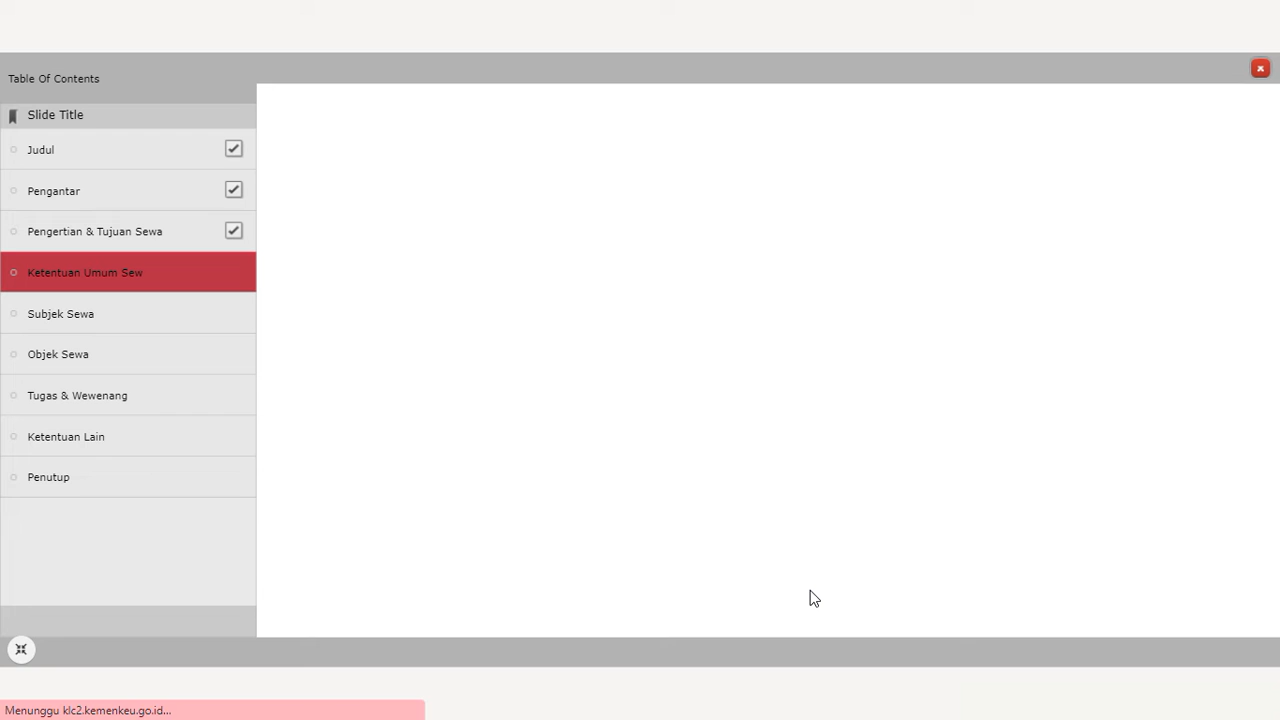 Table Of Contents
Slide Title
Judul
Pengantar
Pengertian & Tujuan Sewa
Ketentuan Umum Sew
Subjek Sewa
Objek Sewa
Tugas & Wewenang
Ketentuan Lain
Penutup
Menunggu klc2.kemenkeu.go.id...